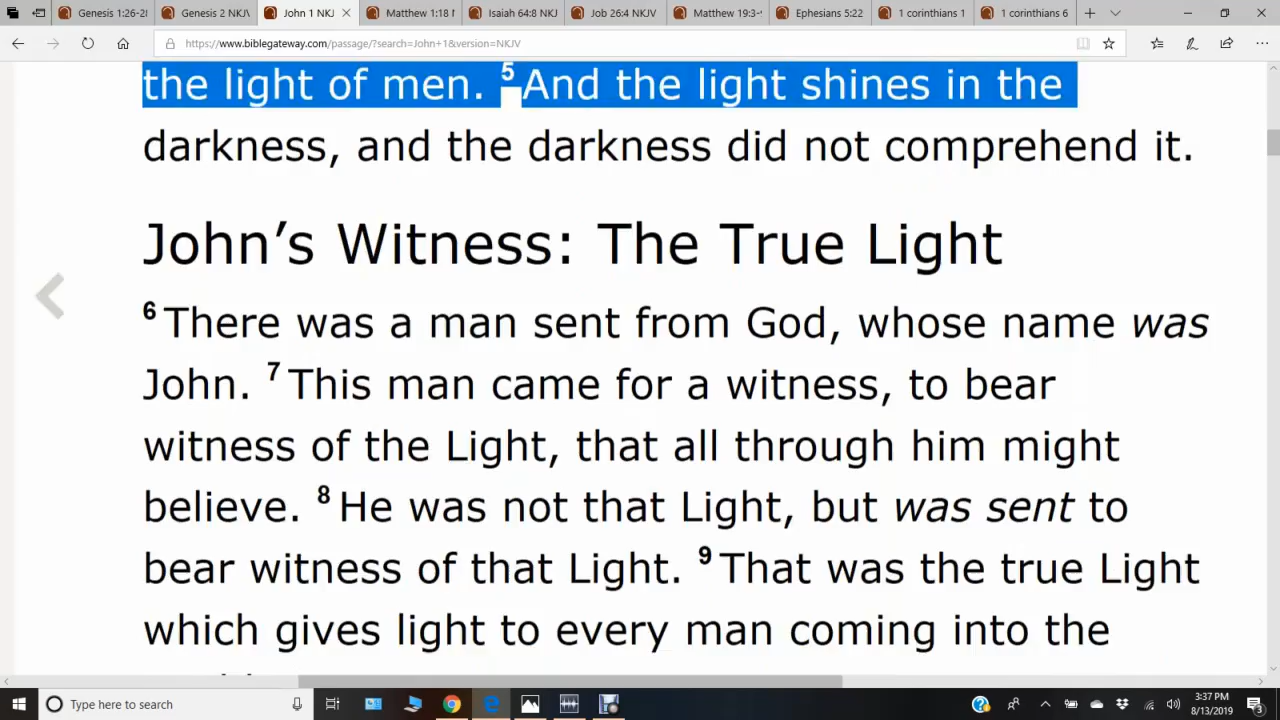 Genesis 1:26-2
Genesis 2 NKJV
John 1 NKJ
Matthew 1:18 N
Isaiah 64:8 NKJ
Job 26:4 NKJV
Matthew 19:3-
Ephesians 5:22
1 corinthians 1
1 corinthians 6
https://www.biblegateway.com/passage/?search=John+1&version=NKJV
the light of men. 5 And the light shines in the
darkness, and the darkness did not comprehend it.
John’s Witness: The True Light
6 There was a man sent from God, whose name was
John. 7 This man came for a witness, to bear
witness of the Light, that all through him might
believe. 8 He was not that Light, but was sent to
bear witness of that Light. 9 That was the true Light
which gives light to every man coming into the
Type here to search
3:37 PM
8/13/2019
3